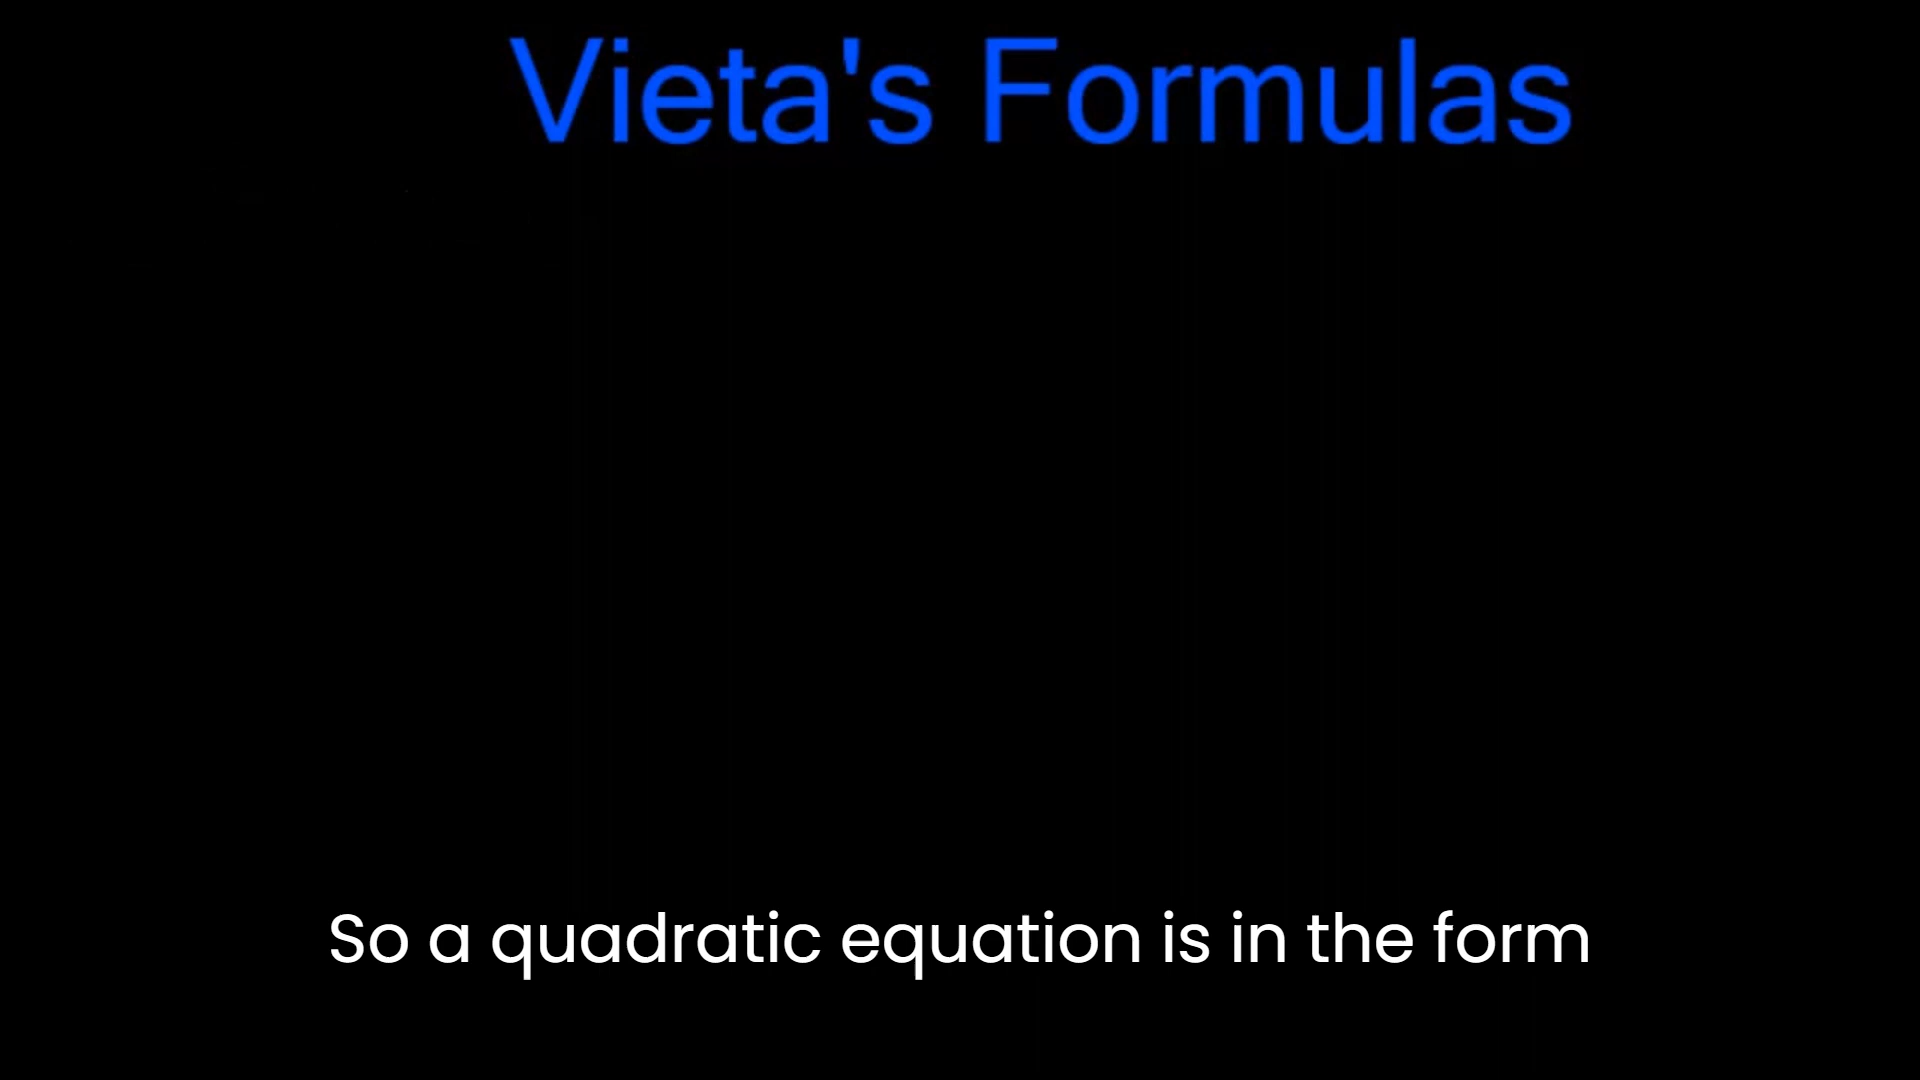 Vieta's Formulas
So a quadratic equation is in the form